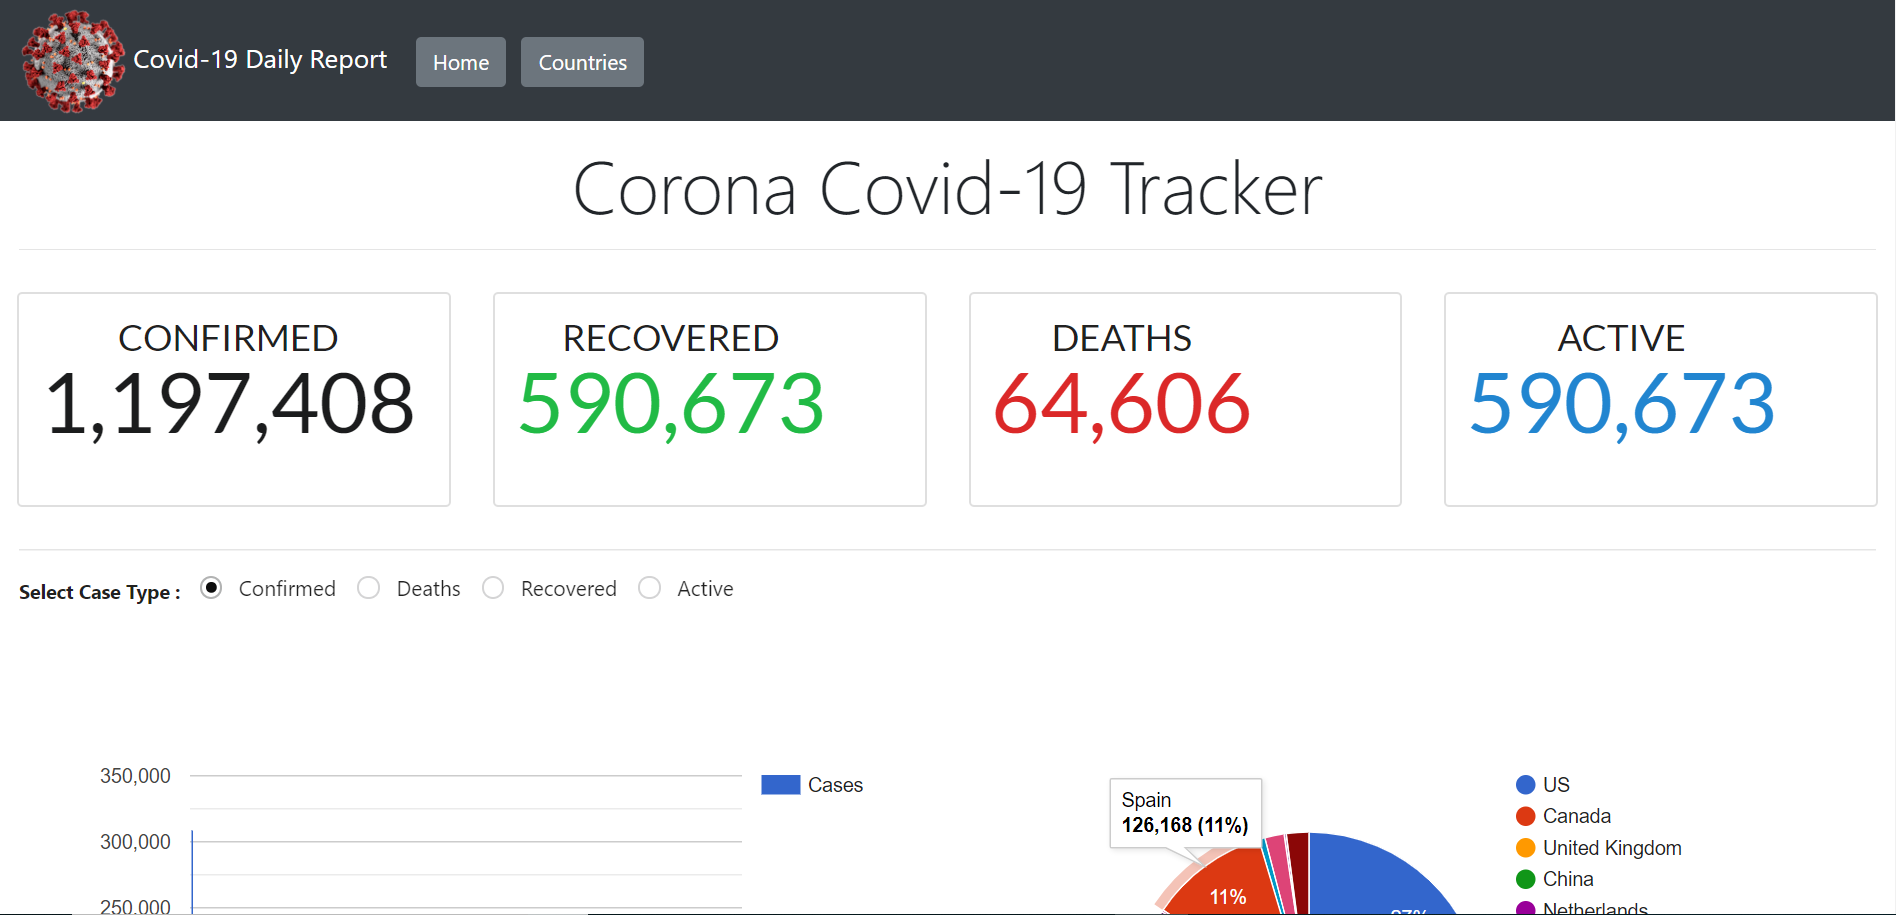 Covid-19 Daily Report
Home
Countries
Corona Covid-19 Tracker
CONFIRMED
1,197,408
RECOVERED
590,673
DEATHS
64,606
ACTIVE
590,673
Select Case Type :
Confirmed
Deaths
Recovered
Active
350,000
300,000
250,000
Cases
Spain
126,168 (11%)
11%
US
Canada
United Kingdom
China
Netherlands